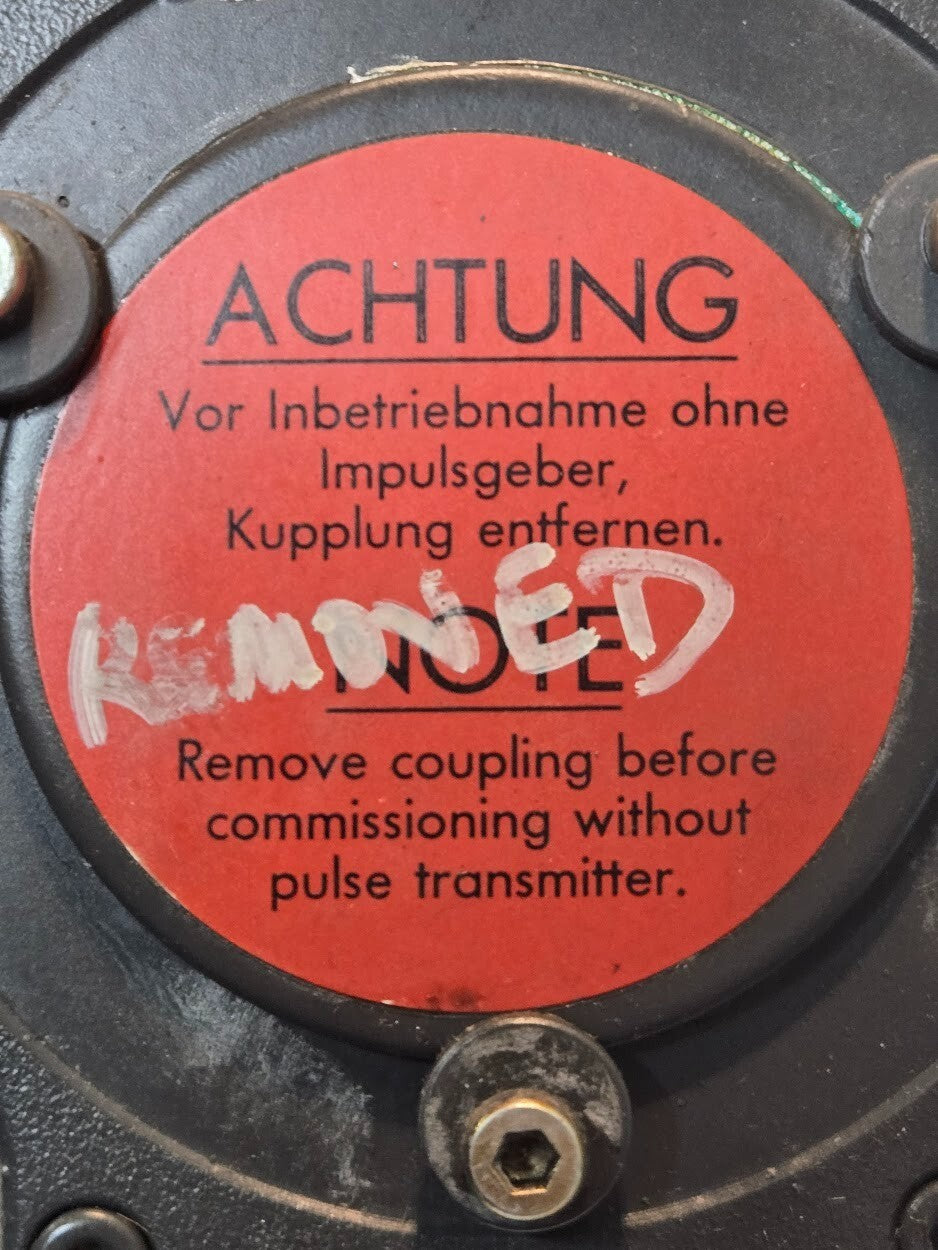 ACHTUNG
Vor Inbetriebnahme ohne
Impulsgeber,
Kupplung entfernen.
REMOVED
NOTE
Remove coupling before
commissioning without
pulse transmitter.